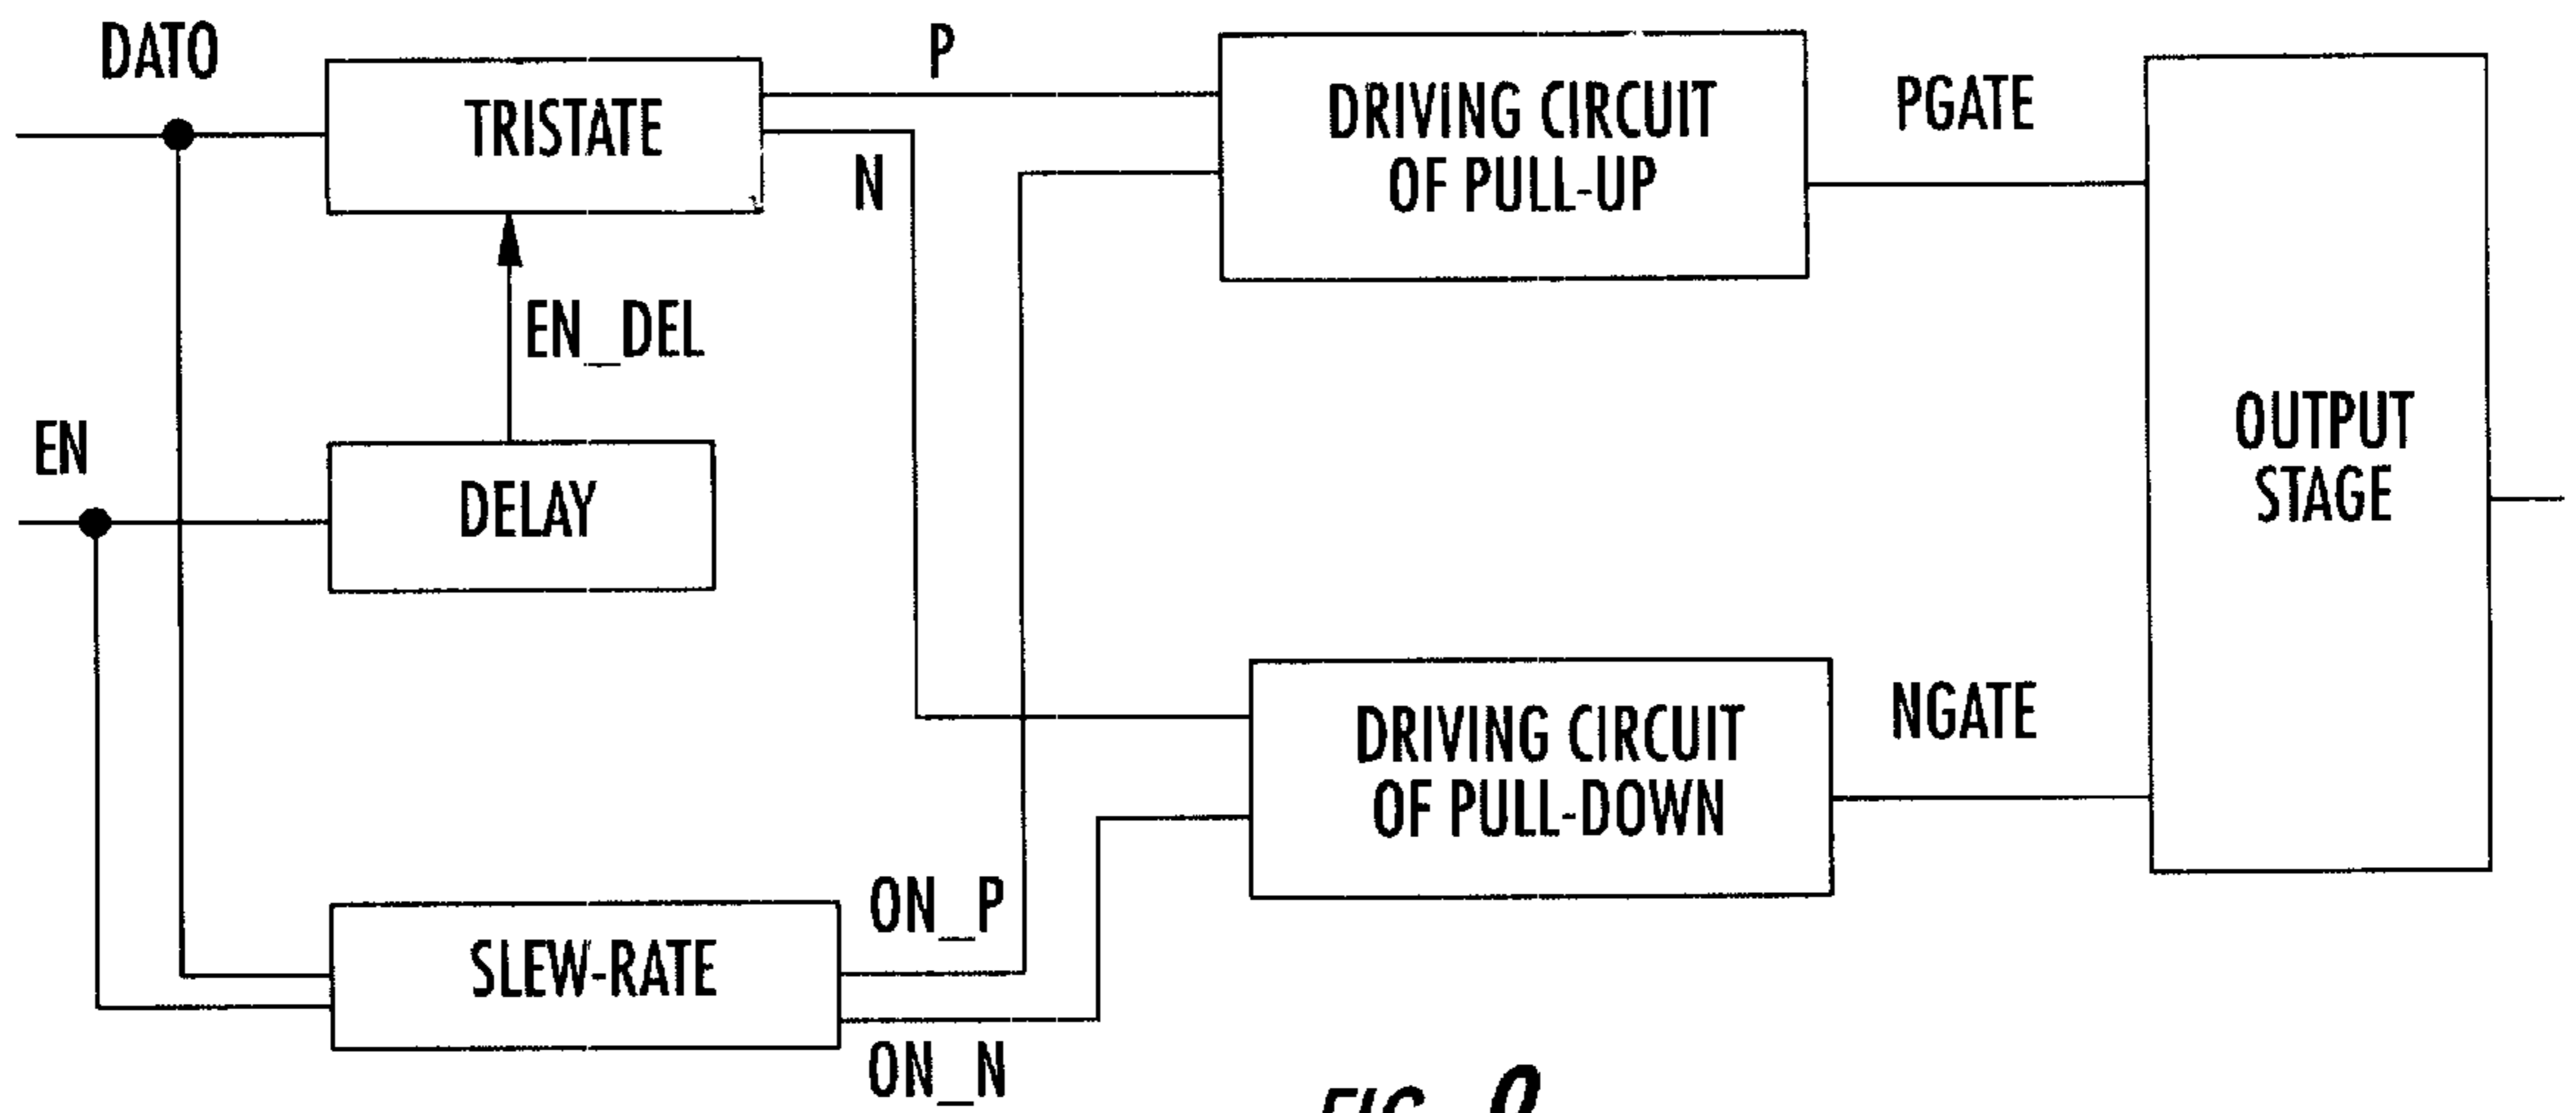 DATO
TRISTATE
P
N
DRIVING CIRCUIT
OF PULL-UP
PGATE
EN_DEL
EN
DELAY
OUTPUT
STAGE
DRIVING CIRCUIT
OF PULL-DOWN
NGATE
SLEW-RATE
ON_P
ON_N